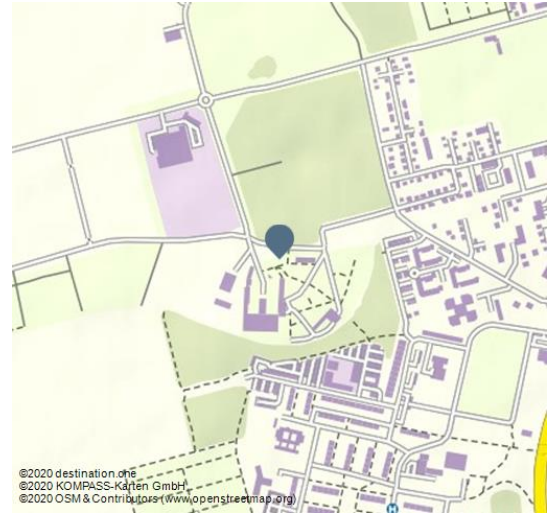 ©2020 destination.one
©2020 KOMPASS-Karten GmbH
©2020 OSM & Contributors (www.openstreetmap.org)
H